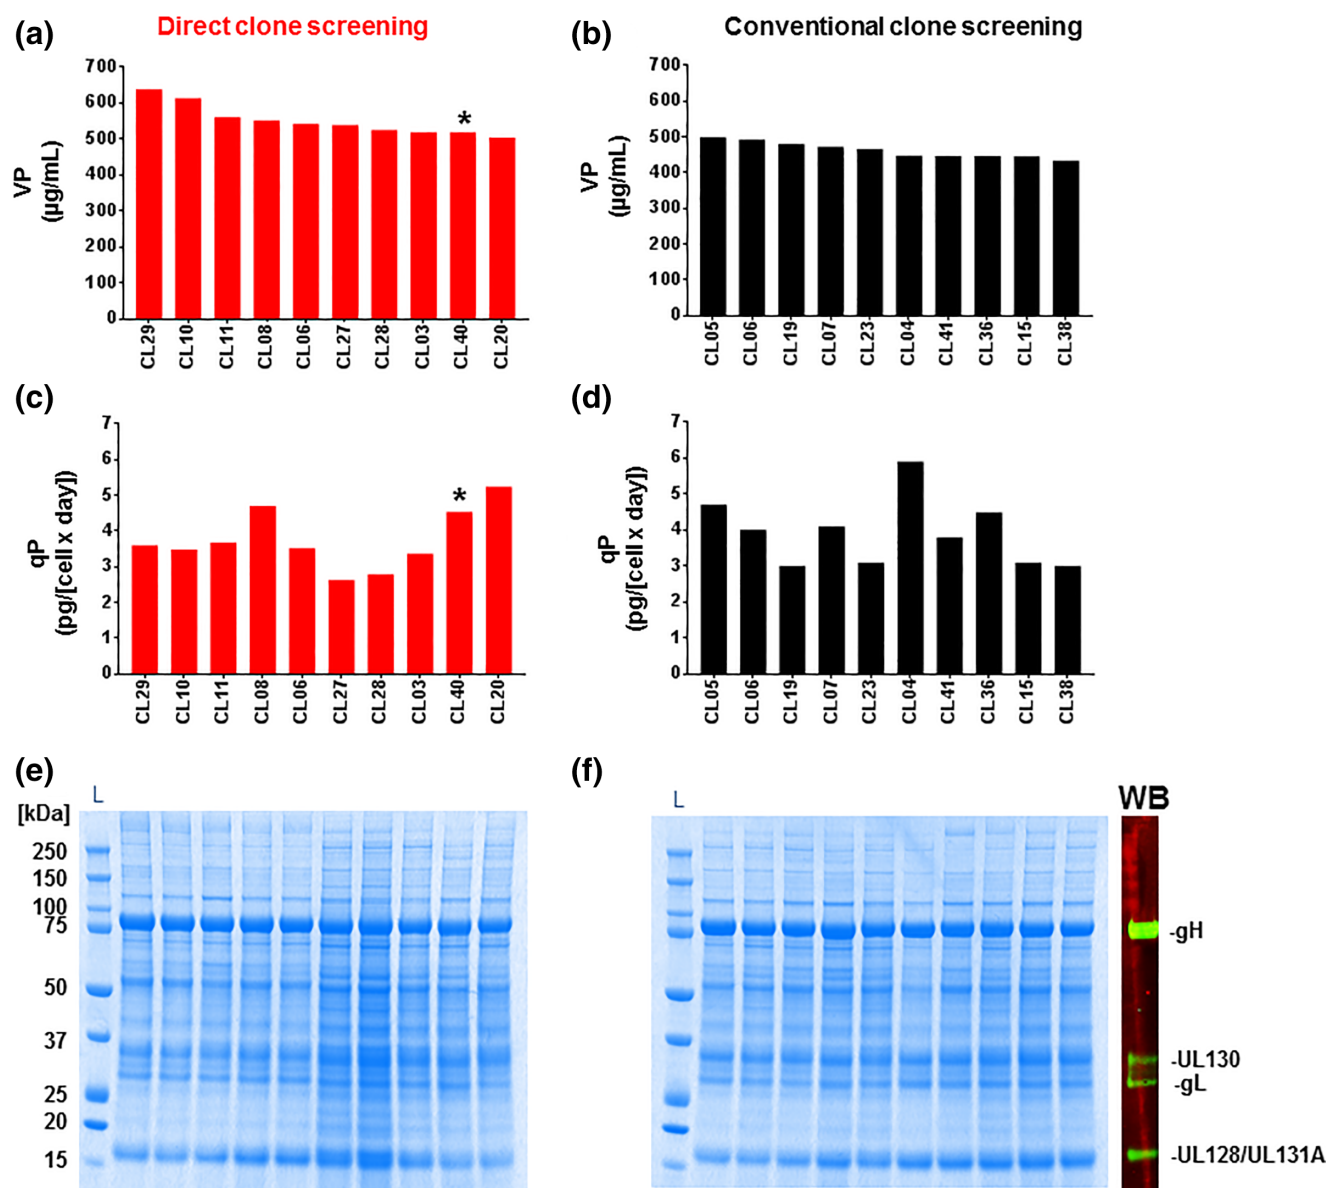 (a) Direct clone screening
700
600
500
400
300
200
100
0
VP
(µg/mL)
CL29 CL10 CL11 CL08 CL06 CL27 CL28 CL03 CL40 CL20
*
(b) Conventional clone screening
700
600
500
400
300
200
100
0
VP
(µg/mL)
CL05 CL06 CL19 CL07 CL23 CL04 CL41 CL36 CL15 CL38
(c)
7
6
5
4
3
2
1
0
qP
(pg/[cell x day])
CL29 CL10 CL11 CL08 CL06 CL27 CL28 CL03 CL40 CL20
*
(d)
7
6
5
4
3
2
1
0
qP
(pg/[cell x day])
CL05 CL06 CL19 CL07 CL23 CL04 CL41 CL36 CL15 CL38
(e)
L
[kDa]
250
150
100
75
50
37
25
20
15
(f)
L
WB
-gH
-UL130
-gL
-UL128/UL131A